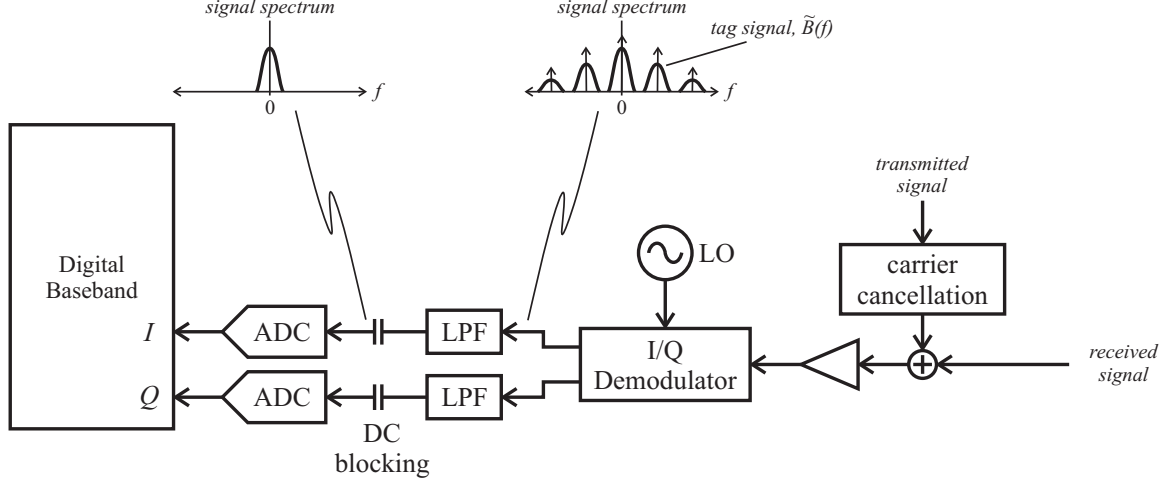 signal spectrum
signal spectrum
tag signal, B̃(f)
f
0
f
0
transmitted
signal
Digital
Baseband
LO
carrier
cancellation
I
ADC
LPF
I/Q
Demodulator
received
signal
Q
ADC
LPF
DC
blocking